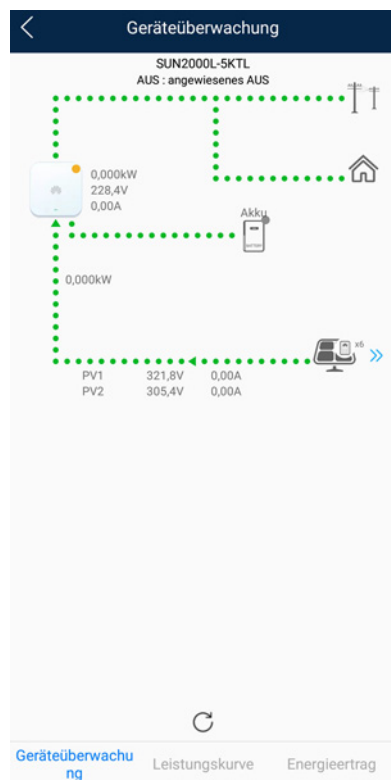 Geräteüberwachung
SUN2000L-5KTL
AUS : angewiesenes AUS
0,000kW
228,4V
0,00A
Akku
BATTERY
0,000kW
x6
PV1 321,8V 0,00A
PV2 305,4V 0,00A
Geräteüberwachu
ng
Leistungskurve
Energieertrag